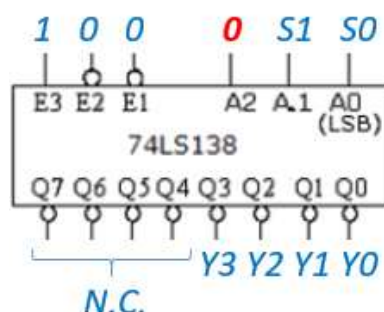 1 0 0 0 S1 S0
E3 E2 E1 A2 A.1 A0
(LSB)
74LS138
Q7 Q6 Q5 Q4 Q3 Q2 Q1 Q0
Y3 Y2 Y1 Y0
N.C.